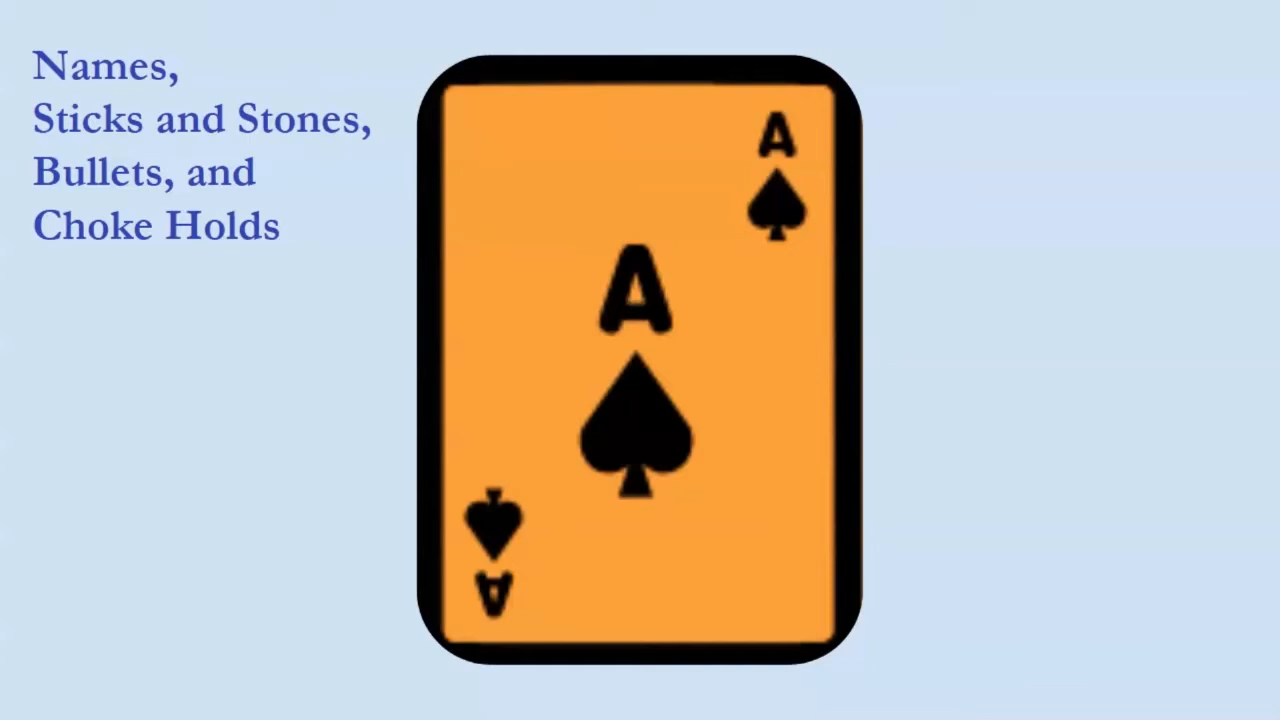 Names,
Sticks and Stones,
Bullets, and
Choke Holds
A
A
A